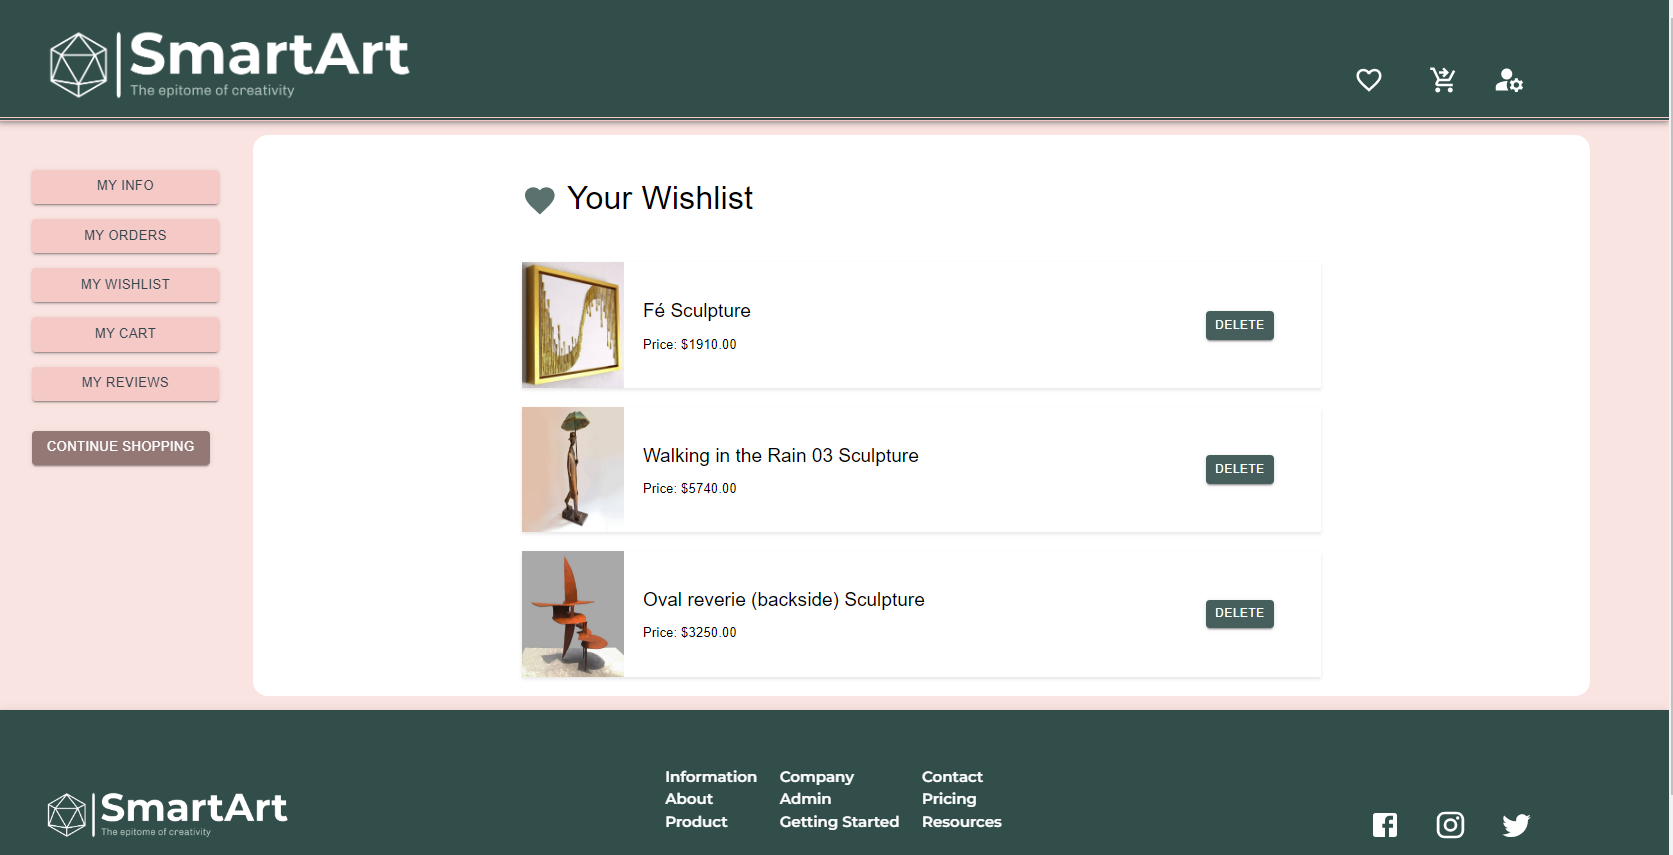 SmartArt
The epitome of creativity
MY INFO
MY ORDERS
MY WISHLIST
MY CART
MY REVIEWS
CONTINUE SHOPPING
Your Wishlist
Fé Sculpture
Price: $1910.00
DELETE
Walking in the Rain 03 Sculpture
Price: $5740.00
DELETE
Oval reverie (backside) Sculpture
Price: $3250.00
DELETE
SmartArt
The epitome of creativity
Information
About
Product
Company
Admin
Getting Started
Contact
Pricing
Resources